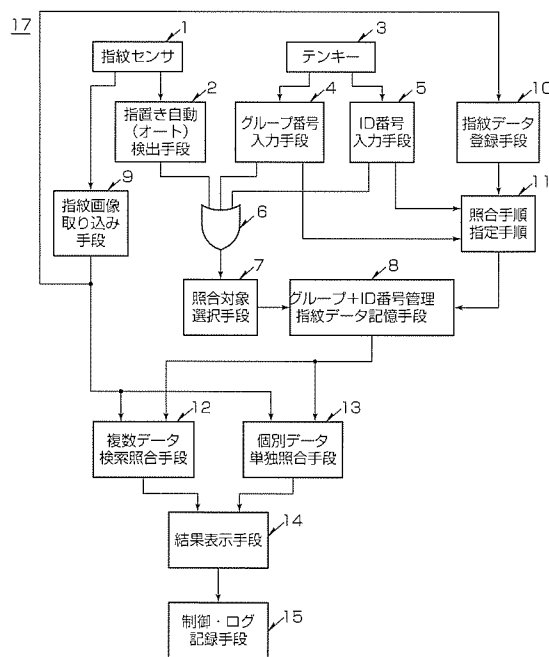 17
1
指紋センサ
3
テンキー
2
指置き自動
(オート)
検出手段
4
グループ番号
入力手段
5
ID番号
入力手段
10
指紋データ
登録手段
9
指紋画像
取り込み
手段
6
11
照合手順
指定手順
7
照合対象
選択手段
8
グループ+ID番号管理
指紋データ記憶手段
12
複数データ
検索照合手段
13
個別データ
単独照合手段
14
結果表示手段
15
制御・ログ
記録手段